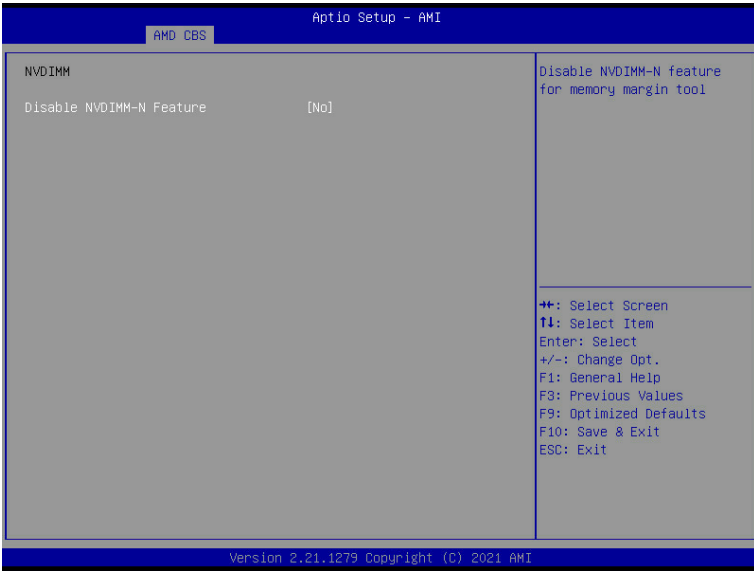 Aptio Setup – AMI
AMD CBS
NVDIMM
Disable NVDIMM-N Feature [No]
Disable NVDIMM-N feature
for memory margin tool
→←: Select Screen
↑↓: Select Item
Enter: Select
+/-: Change Opt.
F1: General Help
F3: Previous Values
F9: Optimized Defaults
F10: Save & Exit
ESC: Exit
Version 2.21.1279 Copyright (C) 2021 AMI